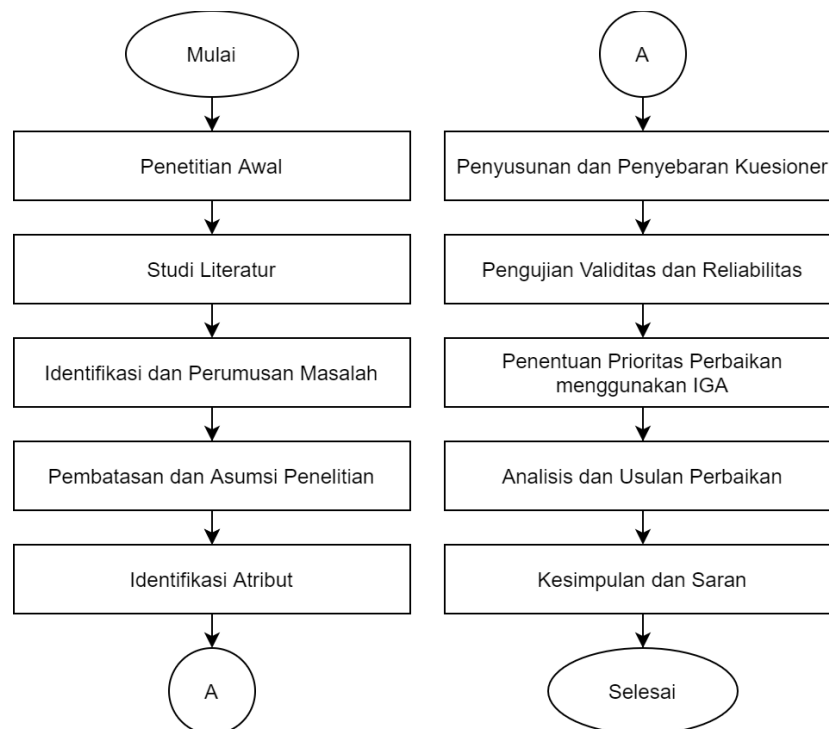 Mulai
Penetitian Awal
Studi Literatur
Identifikasi dan Perumusan Masalah
Pembatasan dan Asumsi Penelitian
Identifikasi Atribut
A
A
Penyusunan dan Penyebaran Kuesioner
Pengujian Validitas dan Reliabilitas
Penentuan Prioritas Perbaikan
menggunakan IGA
Analisis dan Usulan Perbaikan
Kesimpulan dan Saran
Selesai